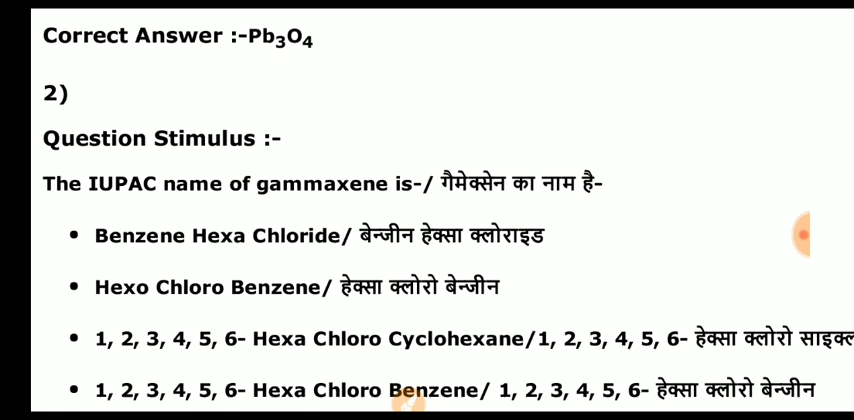 Correct Answer :-Pb₃O₄
2)
Question Stimulus :-
The IUPAC name of gammaxene is-/ गैमेक्सेन का नाम है-
• Benzene Hexa Chloride/ बेन्जीन हेक्सा क्लोराइड
• Hexo Chloro Benzene/ हेक्सा क्लोरो बेन्जीन
• 1, 2, 3, 4, 5, 6- Hexa Chloro Cyclohexane/1, 2, 3, 4, 5, 6- हेक्सा क्लोरो
• 1, 2, 3, 4, 5, 6- Hexa Chloro Benzene/ 1, 2, 3, 4, 5, 6- हेक्सा क्लोरो बेन्जीन